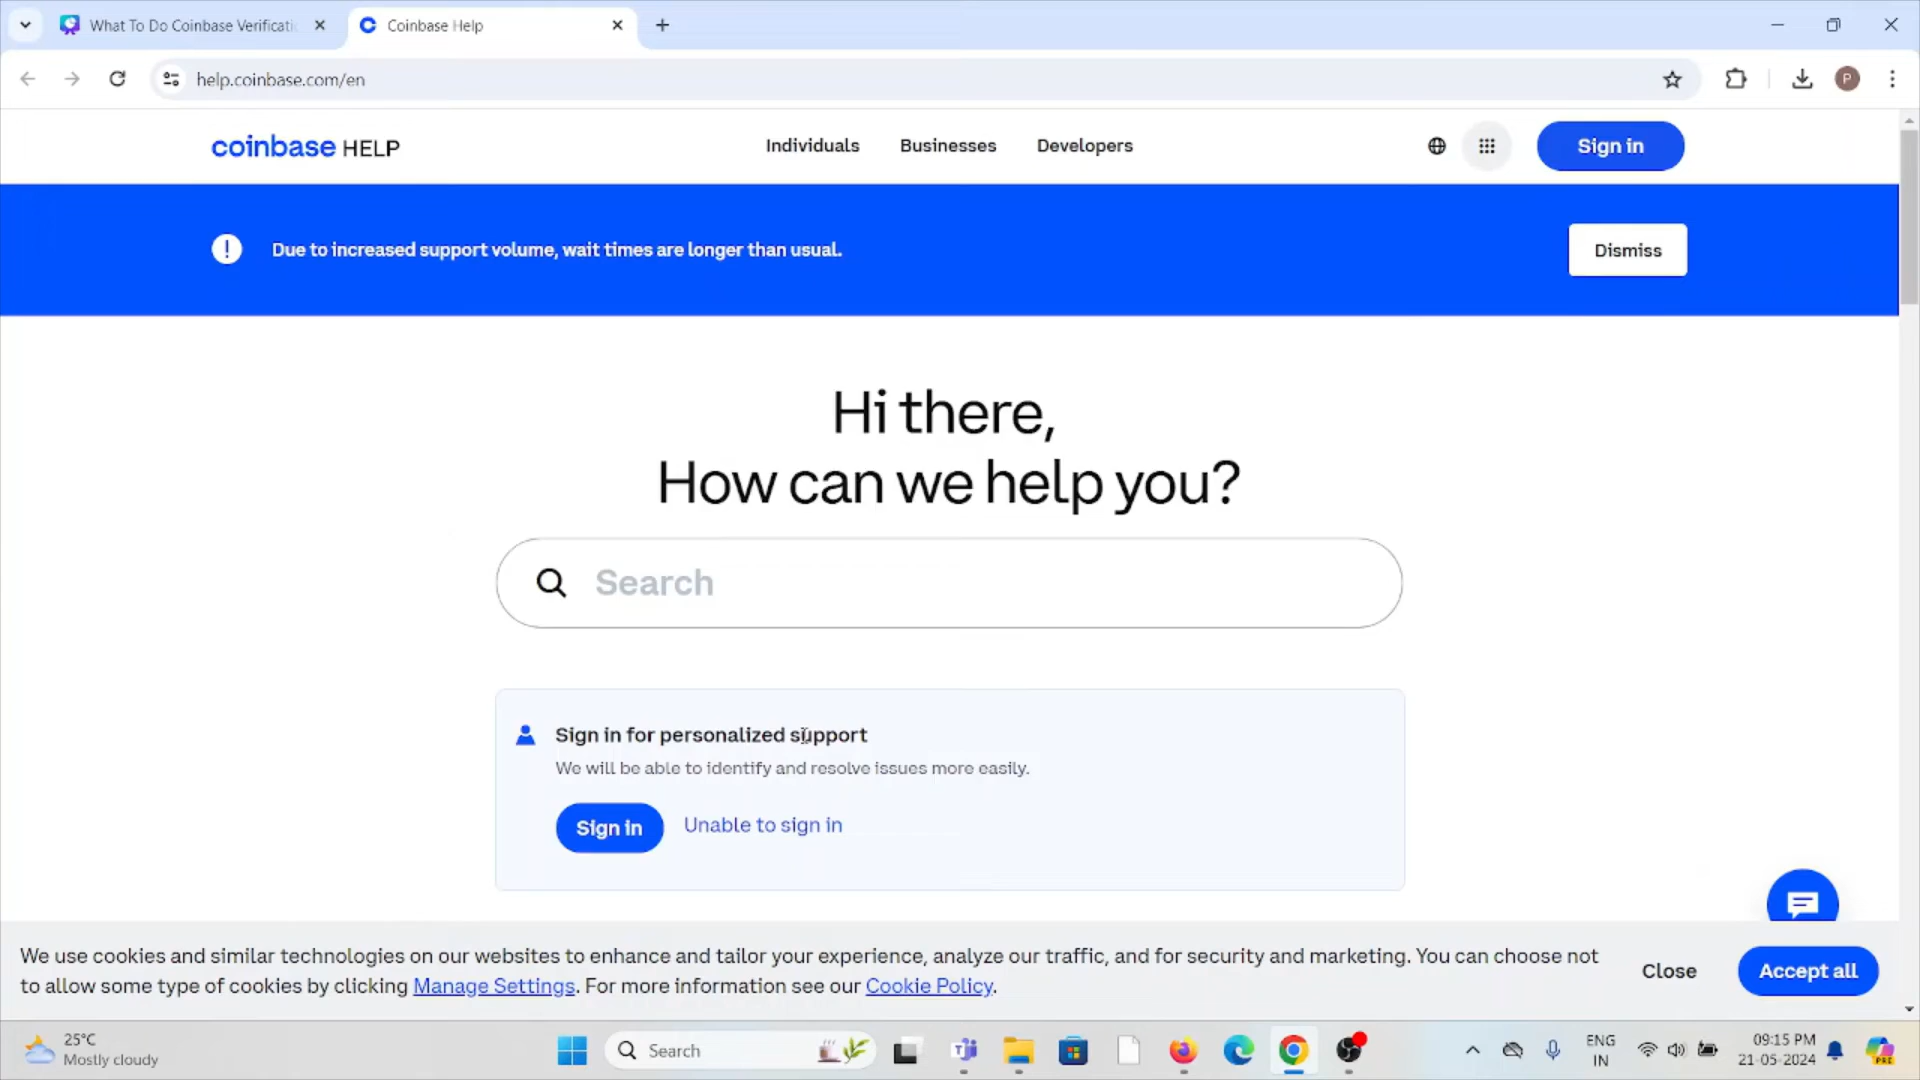 What To Do Coinbase Verificati
Coinbase Help
help.coinbase.com/en
P
coinbase HELP
Individuals
Businesses
Developers
Sign in
Due to increased support volume, wait times are longer than usual.
Dismiss
Hi there,
How can we help you?
Search
Sign in for personalized support
We will be able to identify and resolve issues more easily.
Sign in
Unable to sign in
We use cookies and similar technologies on our websites to enhance and tailor your experience, analyze our traffic, and for security and marketing. You can choose not
to allow some type of cookies by clicking Manage Settings. For more information see our Cookie Policy.
Close
Accept all
25°C
Mostly cloudy
Search
ENG
IN
09:15 PM
21-05-2024
PRE